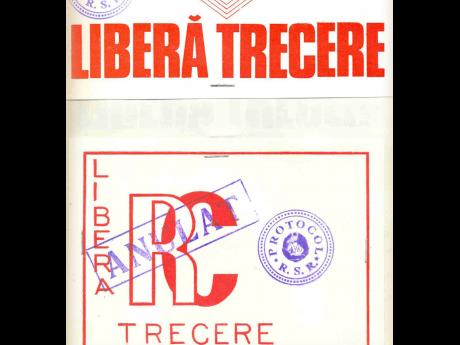 R. S. R.
LIBERĂ TRECERE
LIBERA
RC
ANULAT
PROTOCOL
R. S. R.
TRECERE